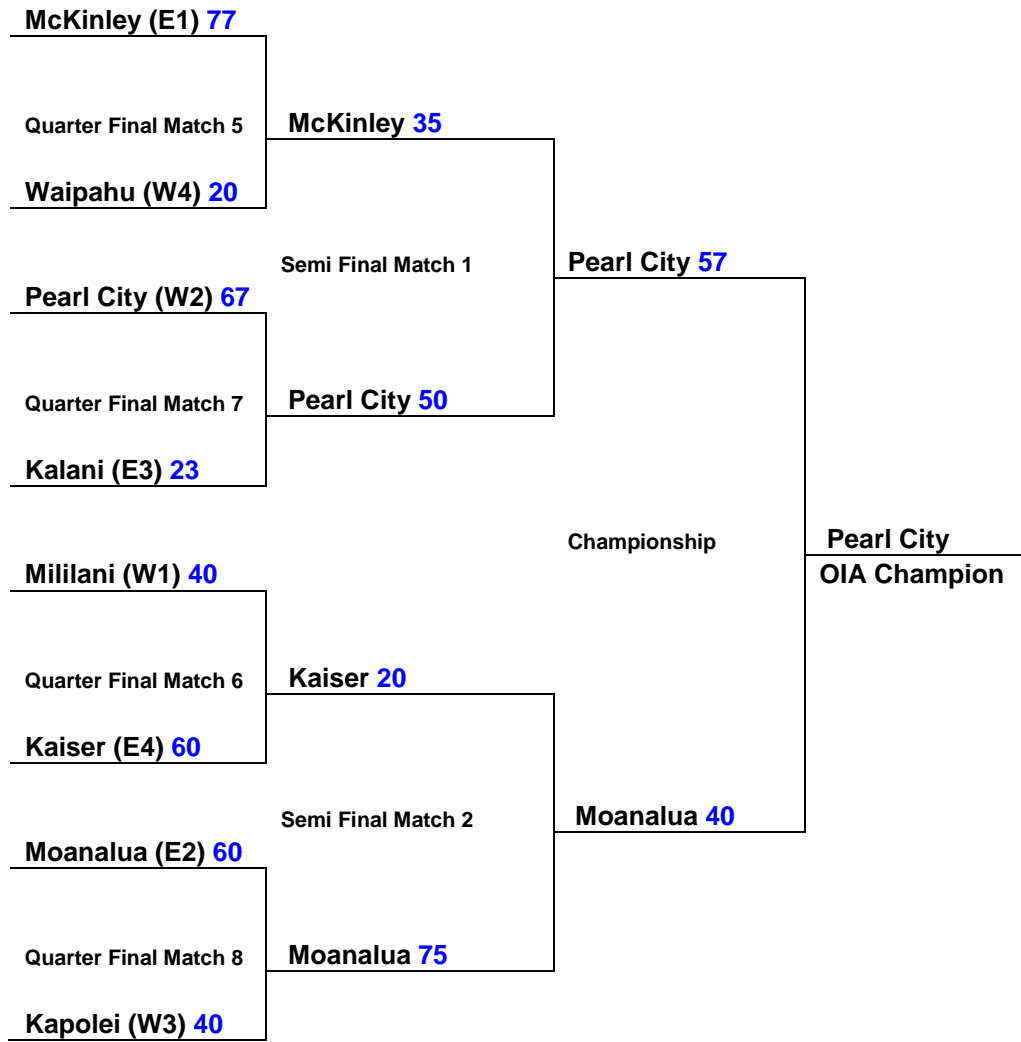 McKinley (E1) 77
Quarter Final Match 5
McKinley 35
Waipahu (W4) 20
Semi Final Match 1
Pearl City 57
Pearl City (W2) 67
Quarter Final Match 7
Pearl City 50
Kalani (E3) 23
Championship
Pearl City
OIA Champion
Mililani (W1) 40
Quarter Final Match 6
Kaiser 20
Kaiser (E4) 60
Semi Final Match 2
Moanalua 40
Moanalua (E2) 60
Quarter Final Match 8
Moanalua 75
Kapolei (W3) 40